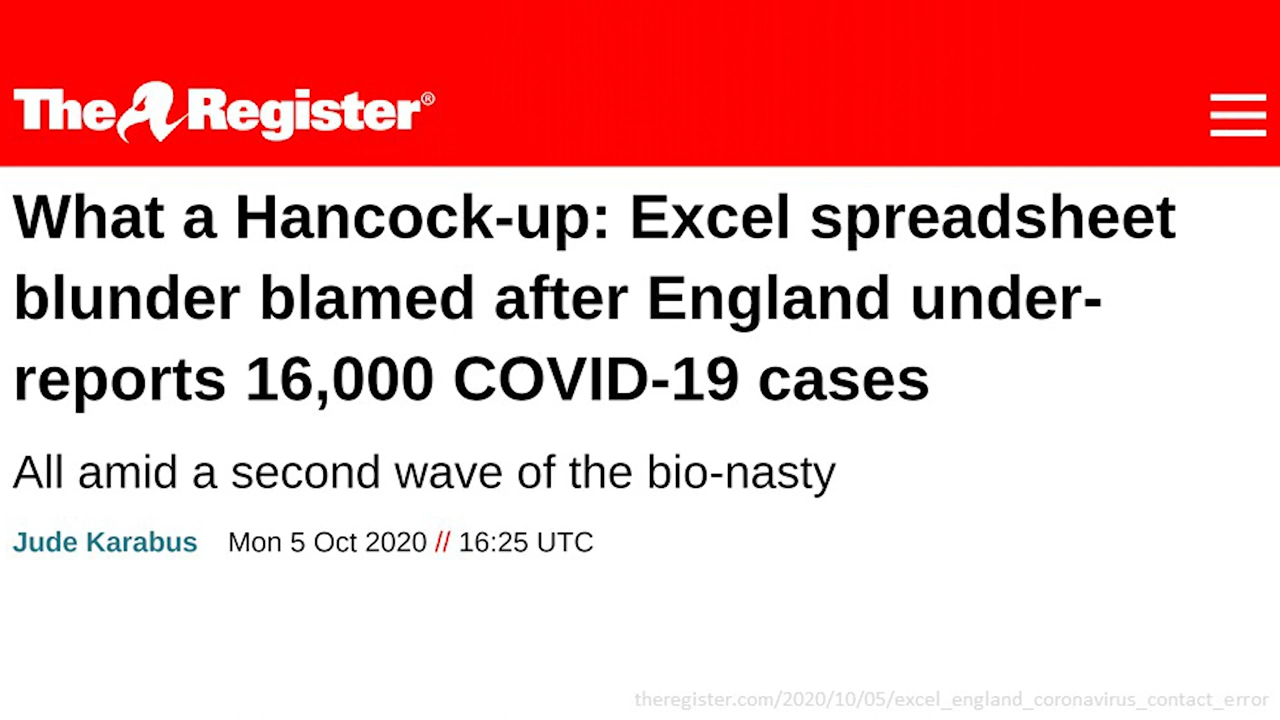 The Register®
What a Hancock-up: Excel spreadsheet
blunder blamed after England under-
reports 16,000 COVID-19 cases
All amid a second wave of the bio-nasty
Jude Karabus Mon 5 Oct 2020 // 16:25 UTC
theregister.com/2020/10/05/excel_england_coronavirus_contact_error